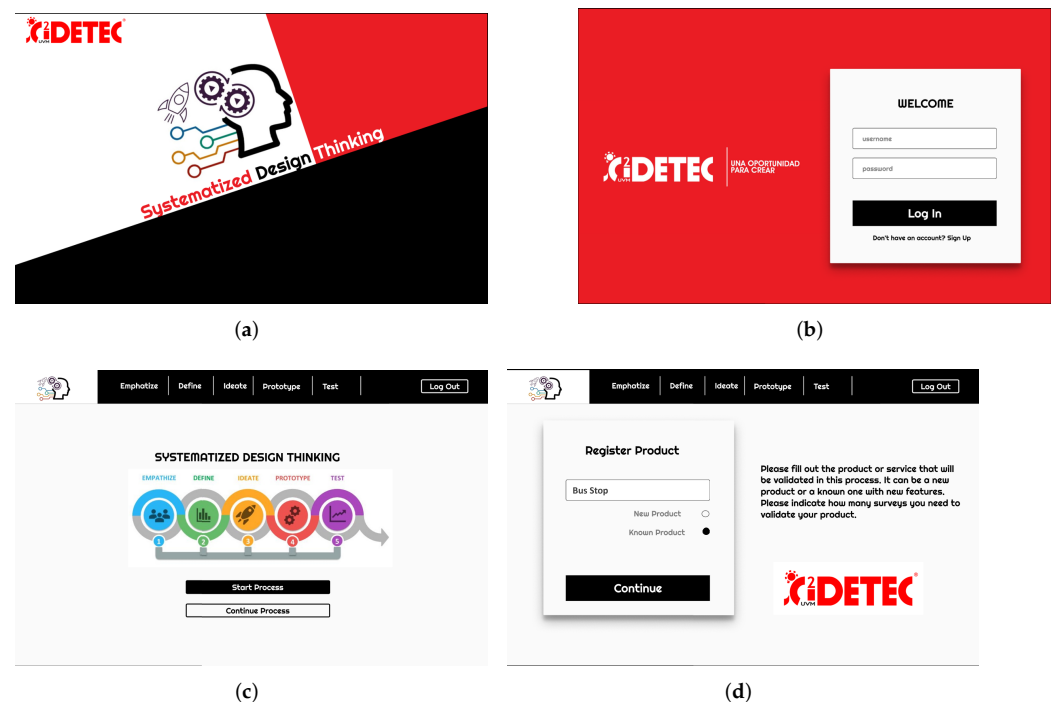 CI2DETEC®
UVM
Systematized Design Thinking
(a)
CI2DETEC
UVM
UNA OPORTUNIDAD
PARA CREAR
WELCOME
username
password
Log In
Don't have an account? Sign Up
(b)
Emphatize Define Ideate Prototype Test Log Out
SYSTEMATIZED DESIGN THINKING
EMPATHIZE DEFINE IDEATE PROTOTYPE TEST
1 2 3 4 5
Start Process
Continue Process
(c)
Emphatize Define Ideate Prototype Test Log Out
Register Product
Bus Stop
New Product
Known Product
Continue
Please fill out the product or service that will
be validated in this process. It can be a new
product or a known one with new features.
Please indicate how many surveys you need to
validate your product.
CI2DETEC®
UVM
(d)